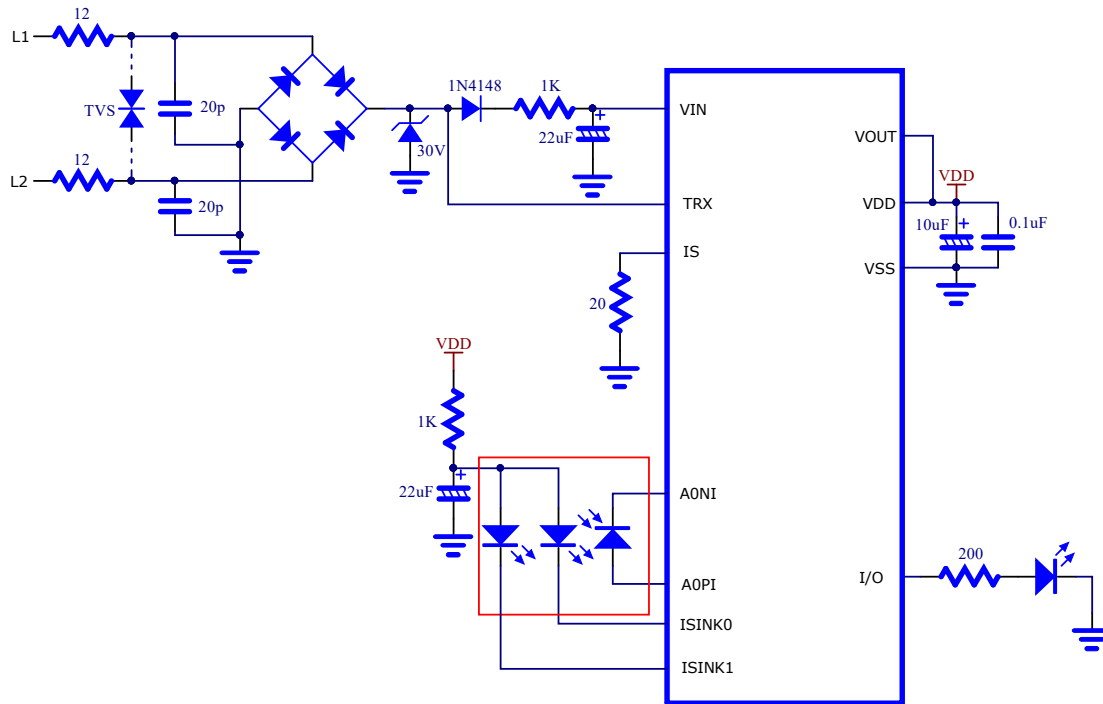 L1
12
TVS
20p
L2
12
20p
30V
1N4148
1K
22uF
+
VIN
TRX
IS
20
VDD
1K
22uF
+
A0NI
A0PI
ISINK0
ISINK1
VOUT
VDD
VDD
10uF
+
0.1uF
VSS
I/O
200